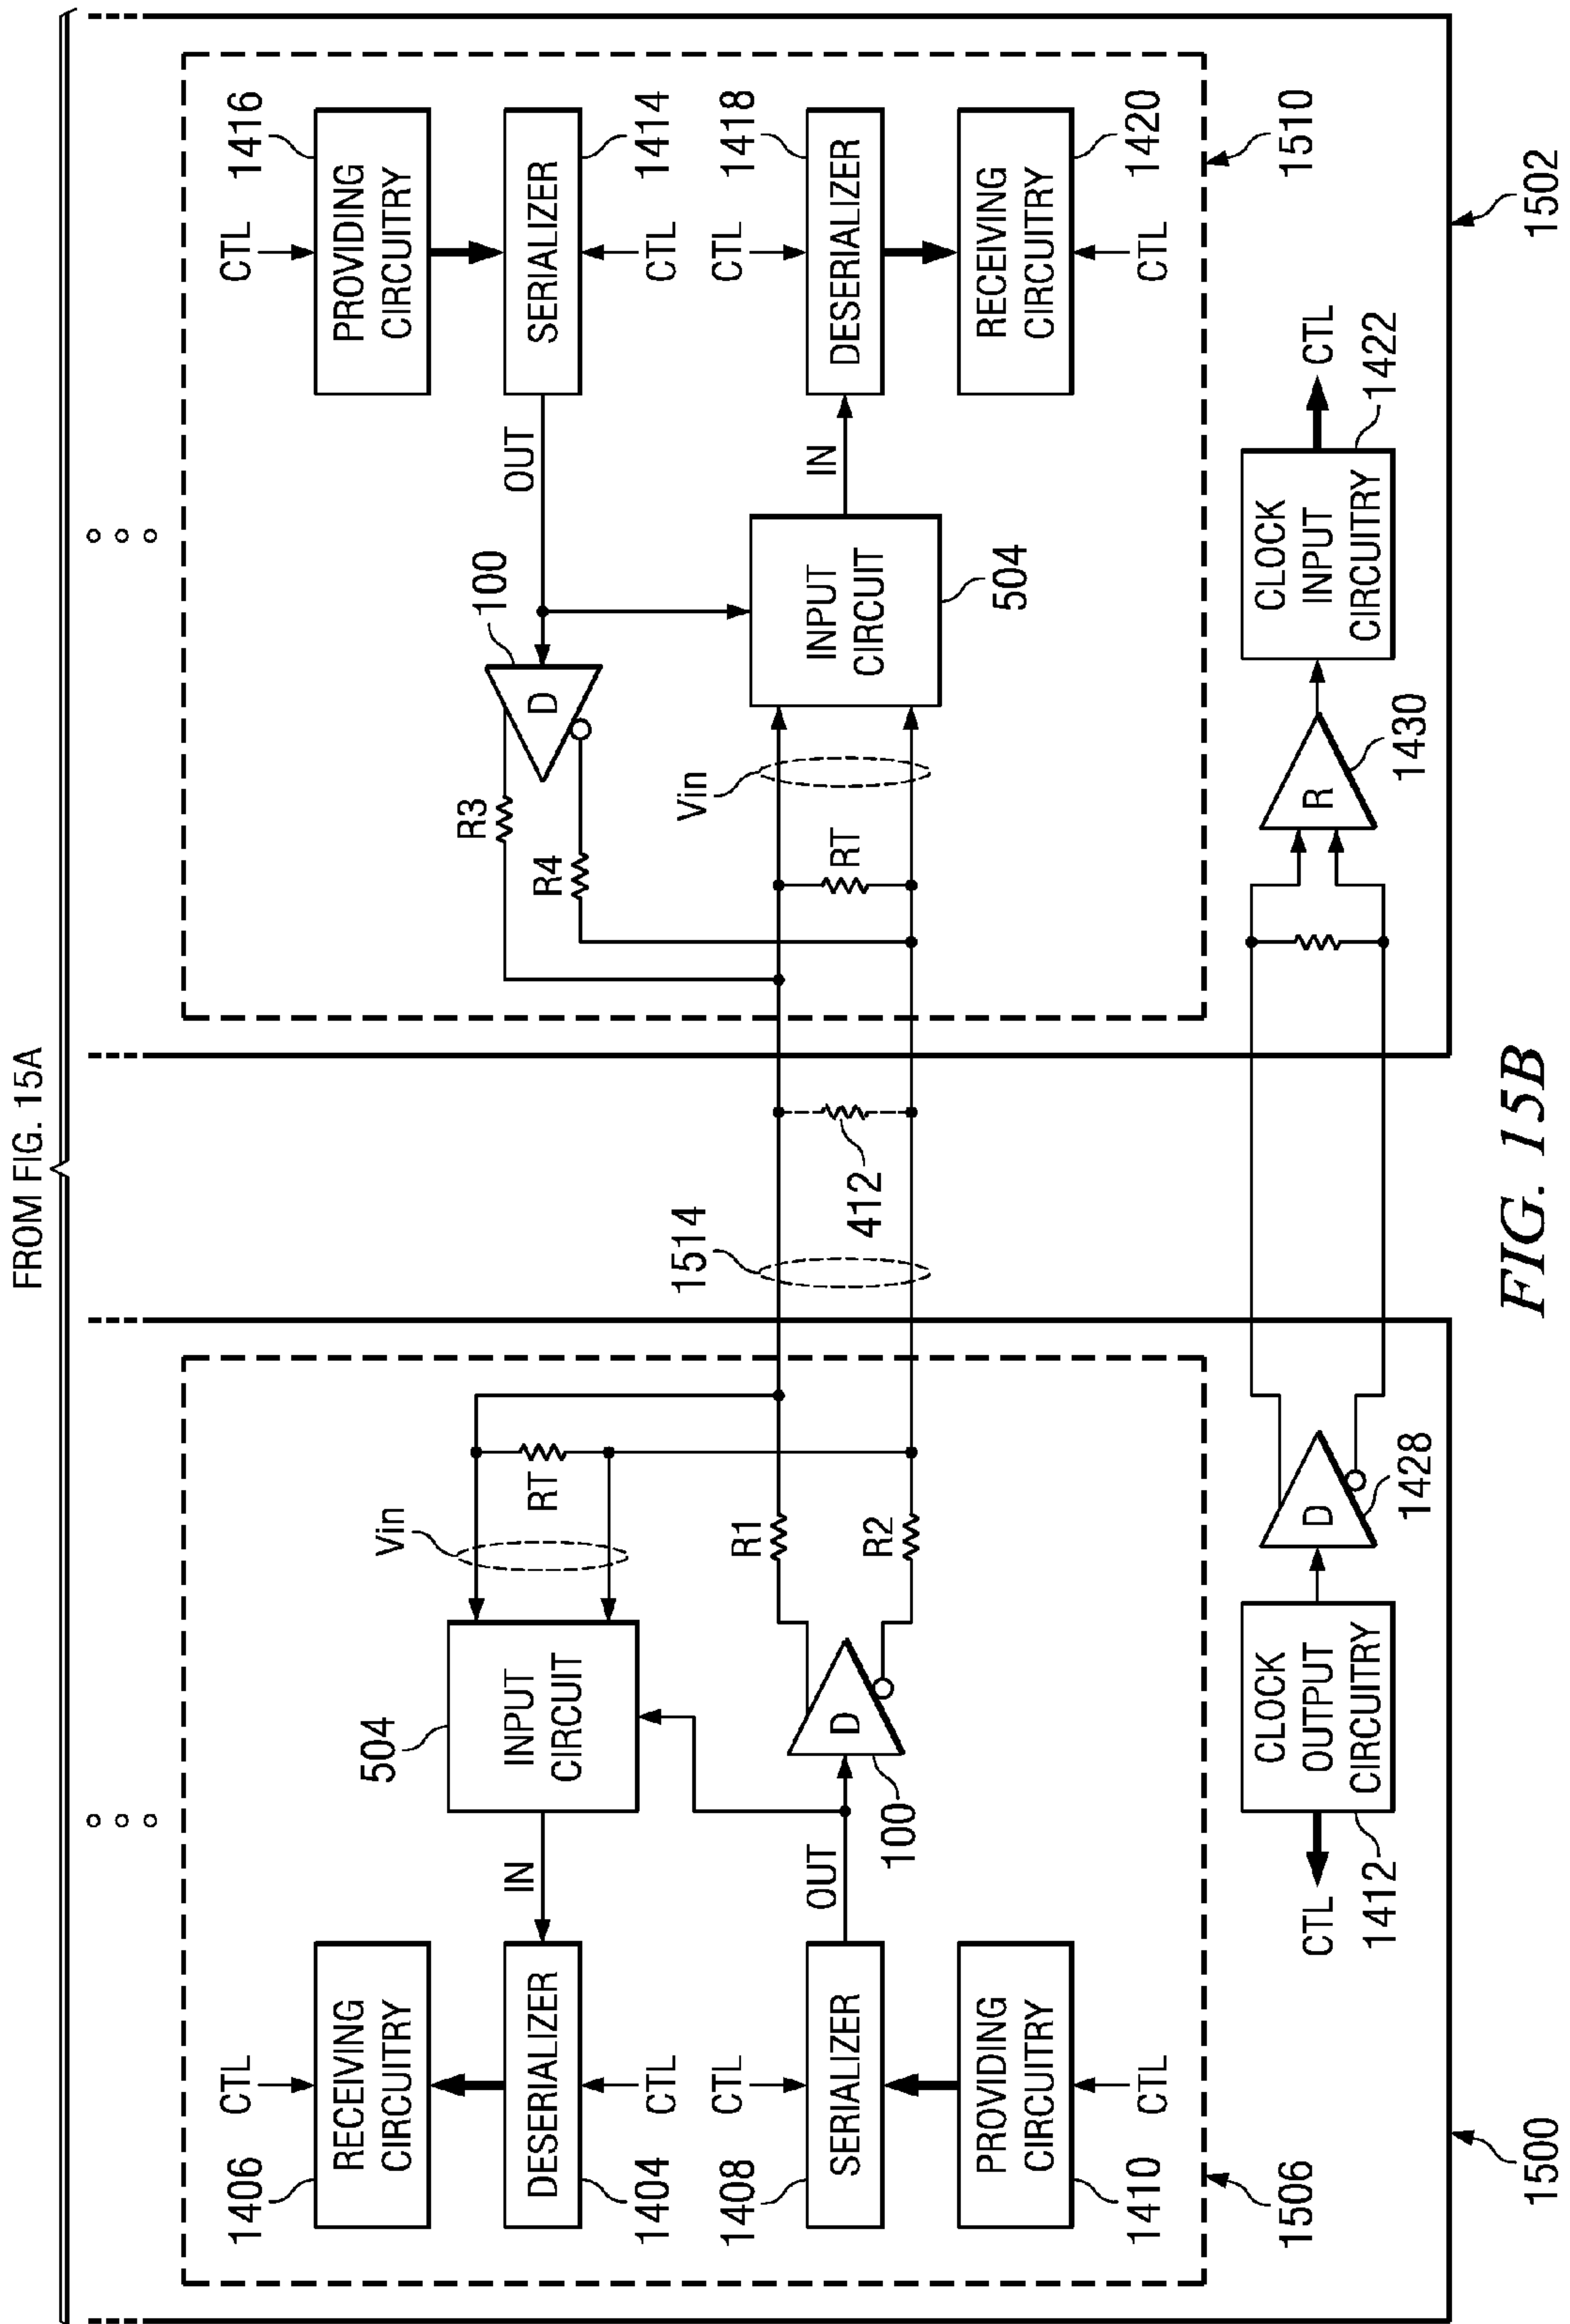 FROM FIG. 15A
1406
CTL
RECEIVING
CIRCUITRY
DESERIALIZER
1404
CTL
IN
504
INPUT
CIRCUIT
Vin
RT
1408
CTL
SERIALIZER
OUT
100
D
R1
R2
PROVIDING
CIRCUITRY
1410
CTL
1506
CTL
1412
CLOCK
OUTPUT
CIRCUITRY
D
1428
1500
1514
412
CTL
1416
PROVIDING
CIRCUITRY
SERIALIZER
1414
CTL
OUT
100
D
R3
R4
Vin
RT
INPUT
CIRCUIT
504
IN
CTL
1418
DESERIALIZER
RECEIVING
CIRCUITRY
1420
CTL
1510
R
1430
CLOCK
INPUT
CIRCUITRY
CTL
1422
1502
FIG. 15B